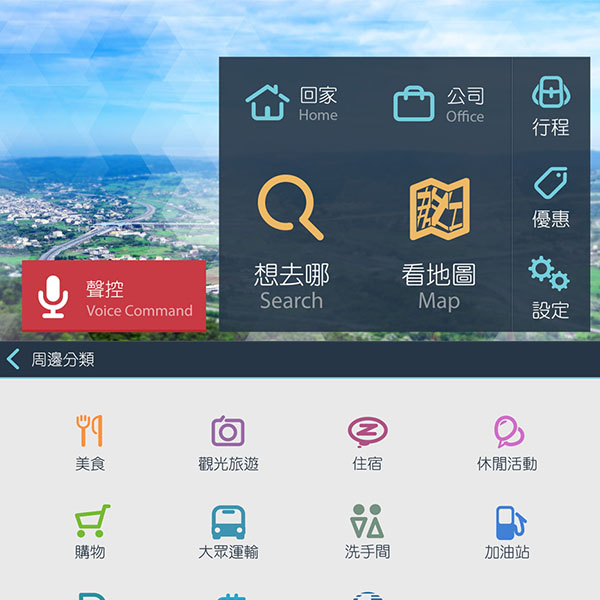 回家
Home
公司
Office
行程
想去哪
Search
看地圖
Map
優惠
設定
聲控
Voice Command
周邊分類
美食
觀光旅遊
住宿
休閒活動
購物
大眾運輸
洗手間
加油站